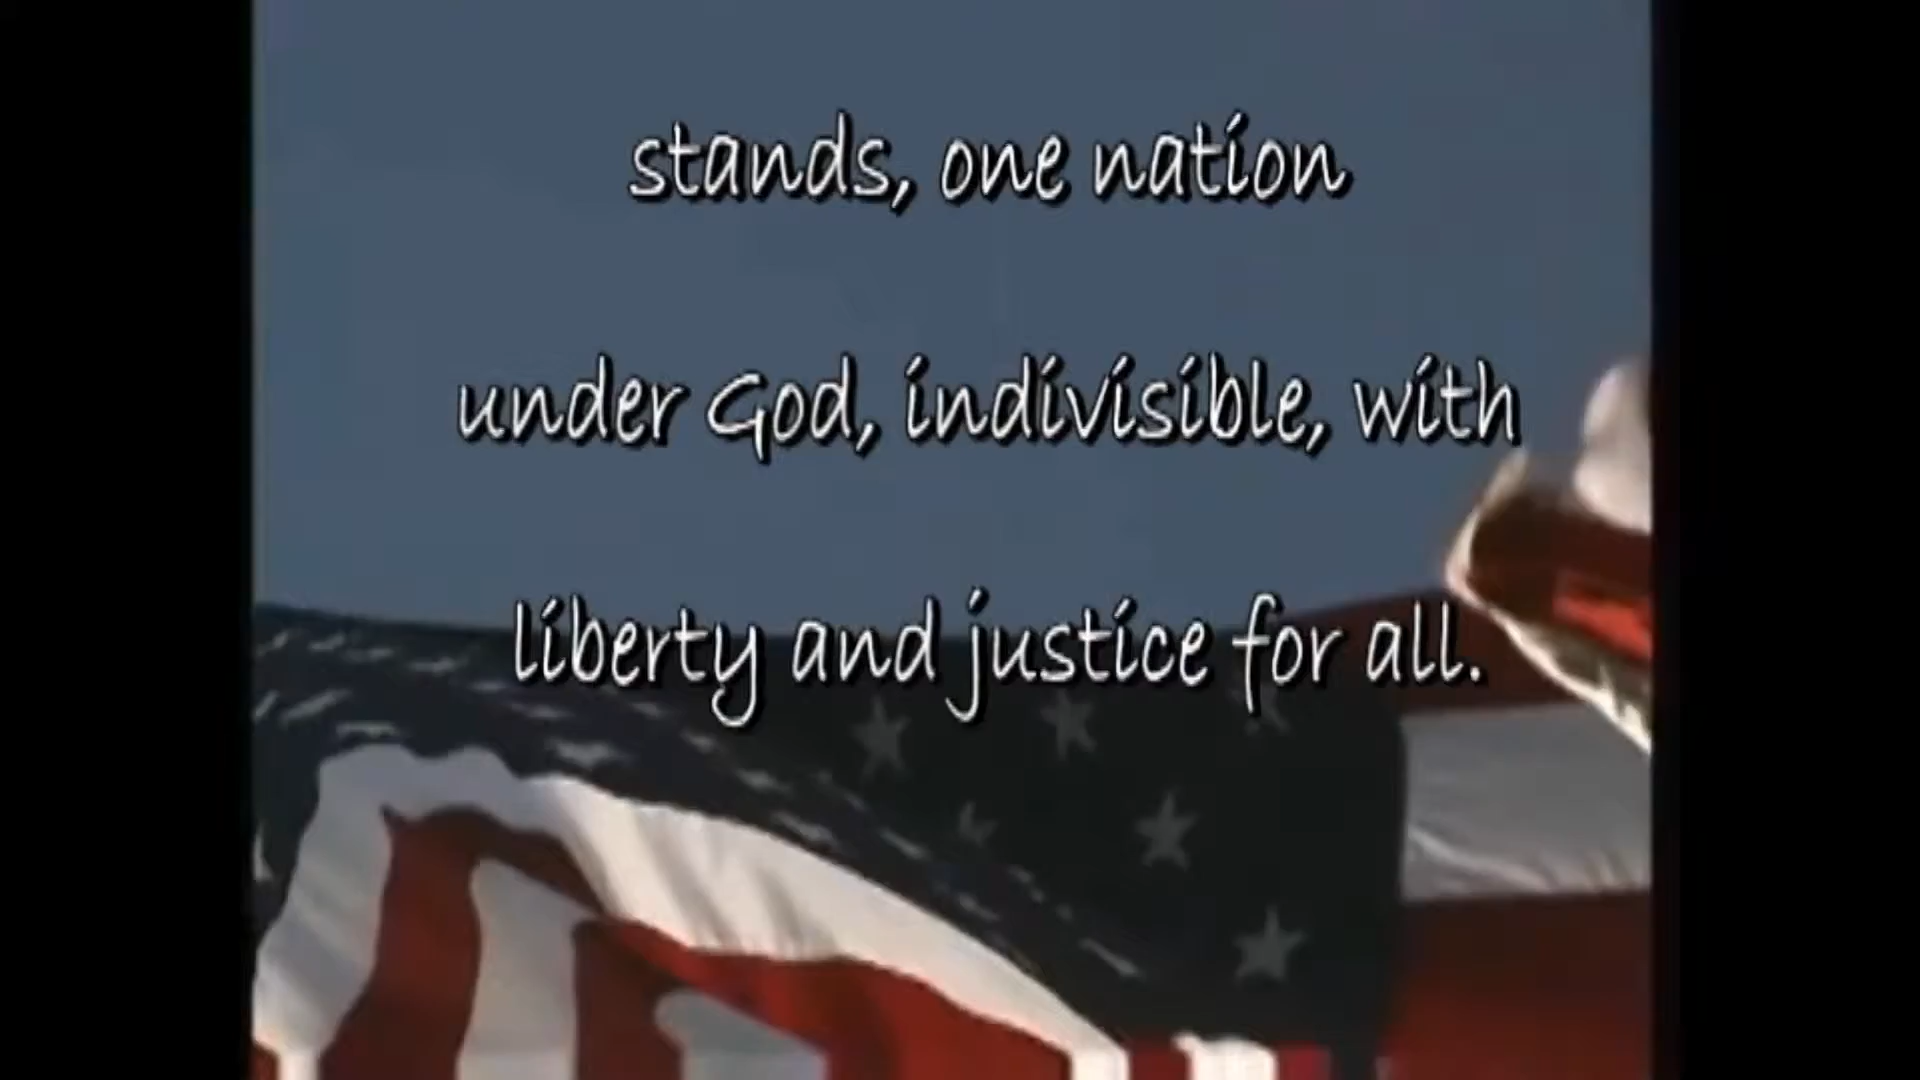 stands, one nation
under God, indivisible, with
liberty and justice for all.